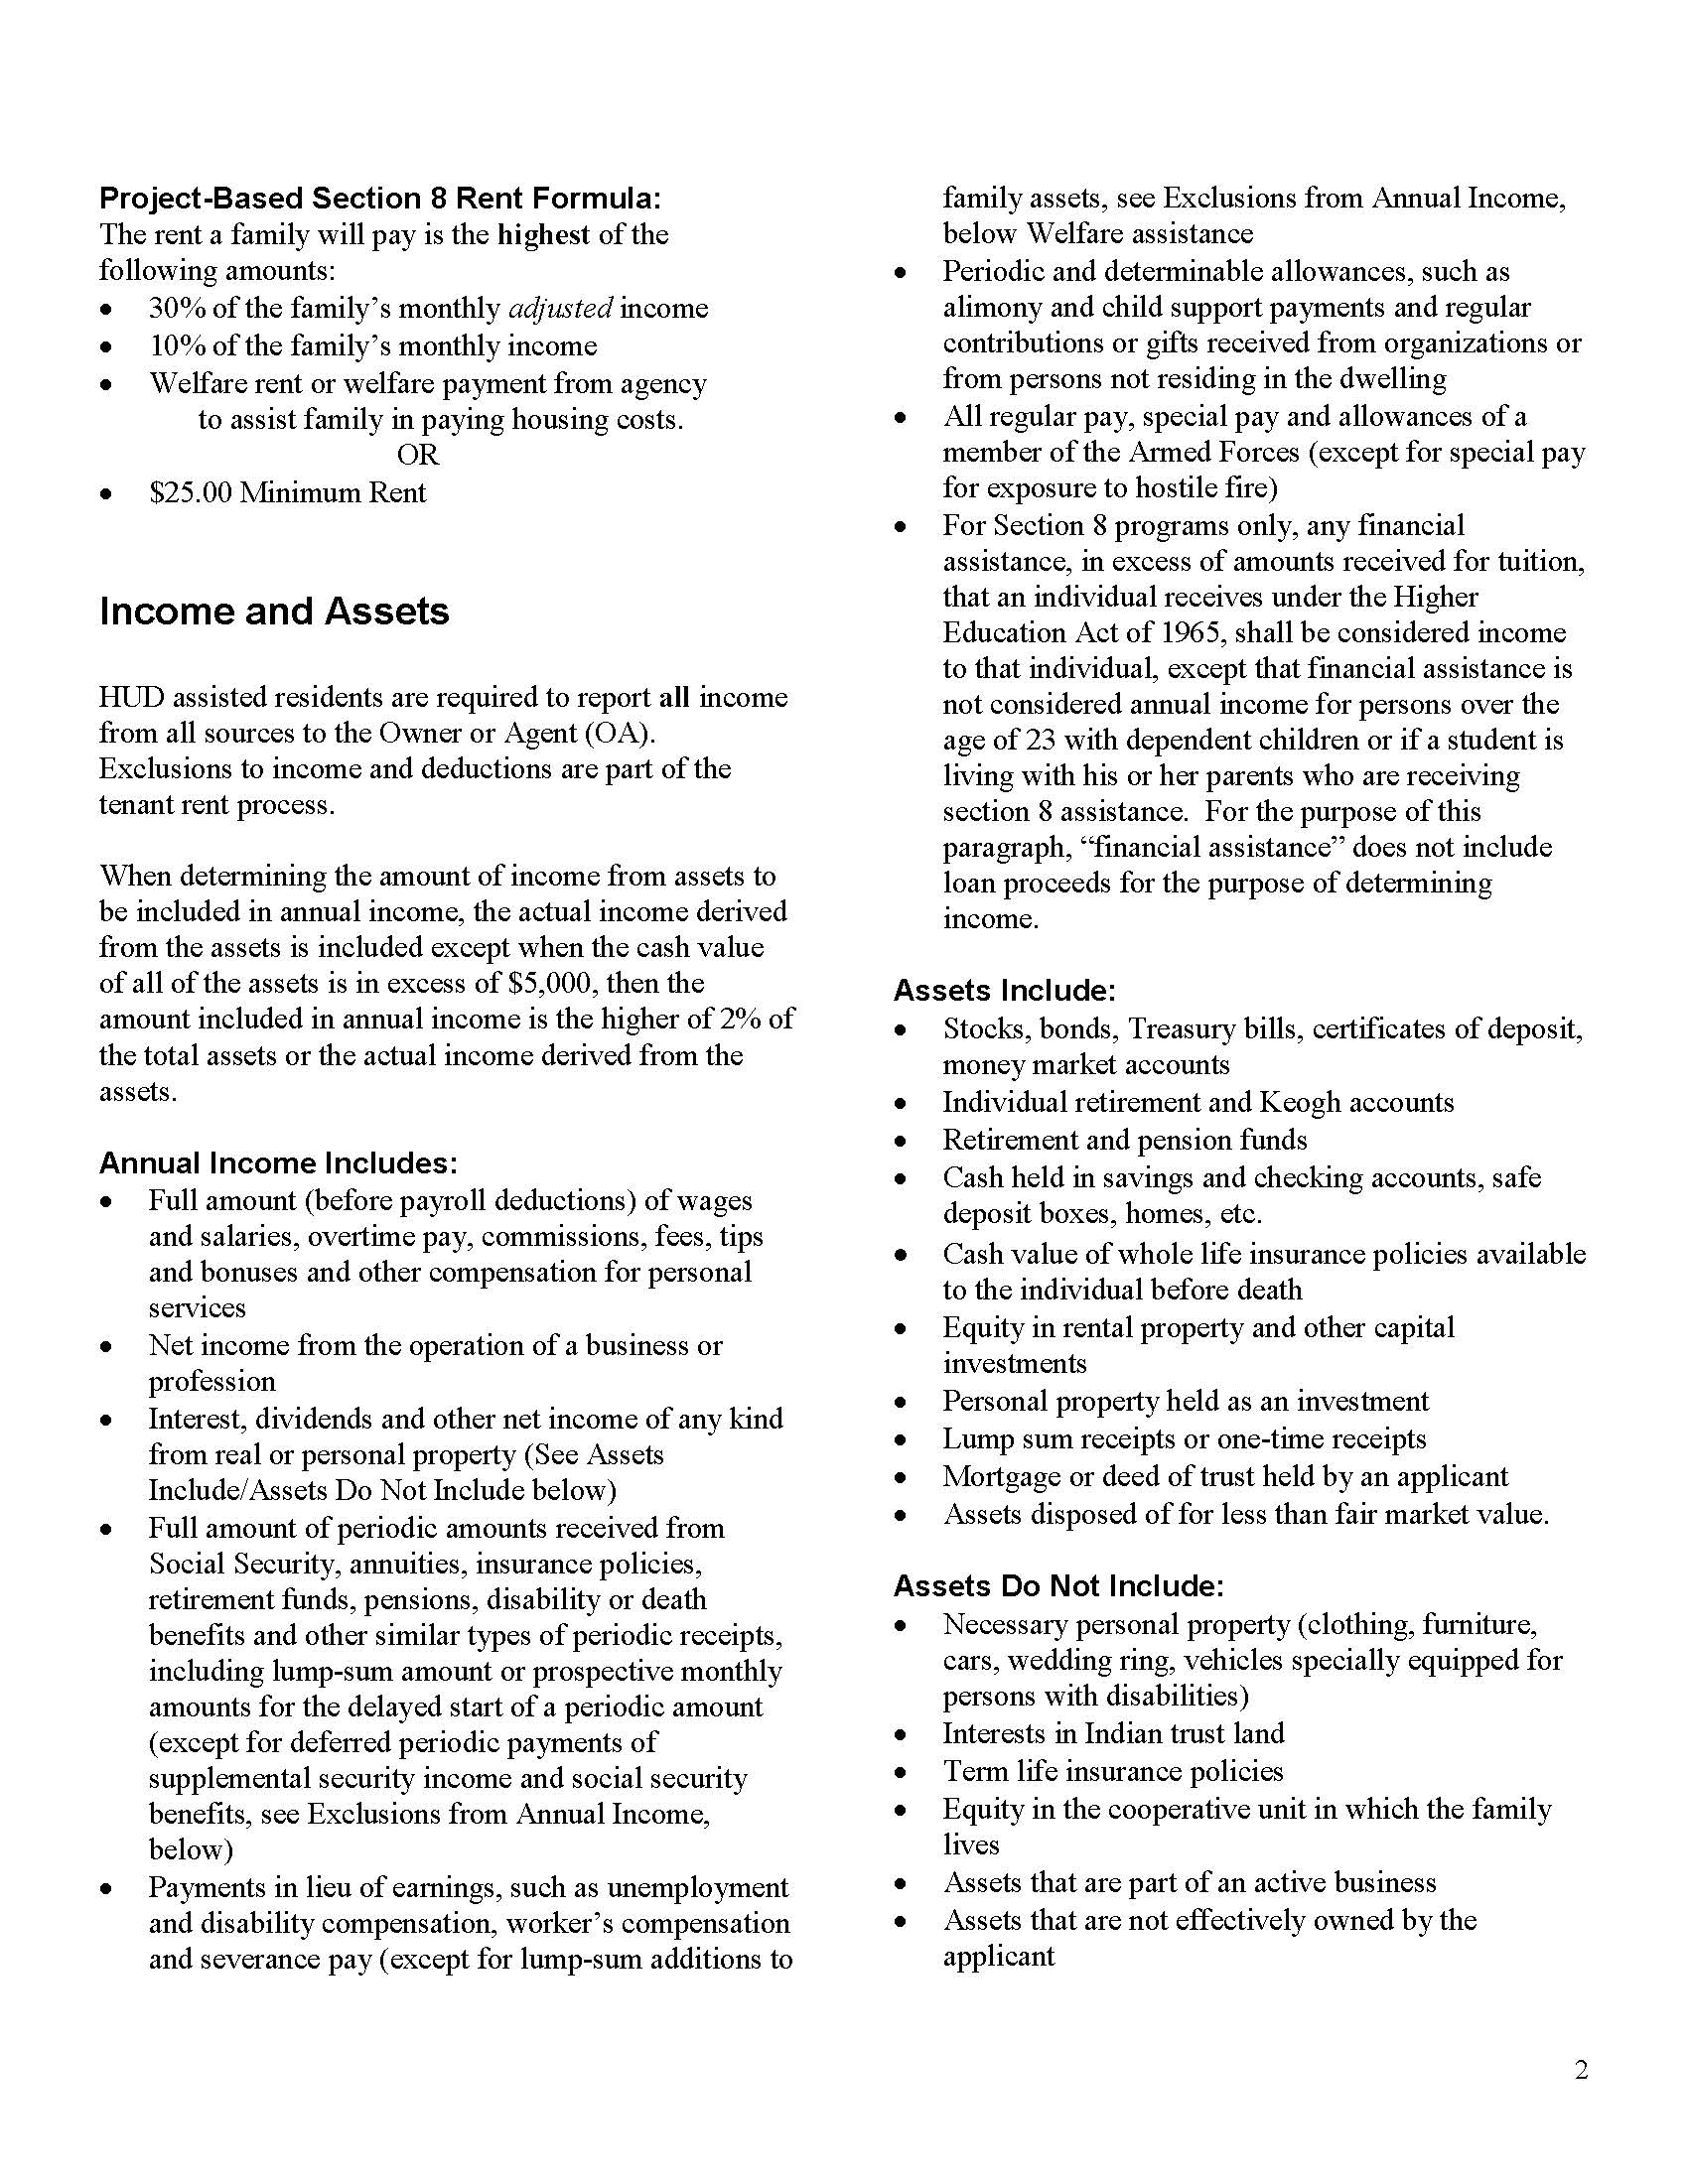 Project-Based Section 8 Rent Formula:
The rent a family will pay is the highest of the
following amounts:
• 30% of the family’s monthly adjusted income
• 10% of the family’s monthly income
• Welfare rent or welfare payment from agency
to assist family in paying housing costs.
OR
• $25.00 Minimum Rent
Income and Assets
HUD assisted residents are required to report all income
from all sources to the Owner or Agent (OA).
Exclusions to income and deductions are part of the
tenant rent process.
When determining the amount of income from assets to
be included in annual income, the actual income derived
from the assets is included except when the cash value
of all of the assets is in excess of $5,000, then the
amount included in annual income is the higher of 2% of
the total assets or the actual income derived from the
assets.
Annual Income Includes:
• Full amount (before payroll deductions) of wages
and salaries, overtime pay, commissions, fees, tips
and bonuses and other compensation for personal
services
• Net income from the operation of a business or
profession
• Interest, dividends and other net income of any kind
from real or personal property (See Assets
Include/Assets Do Not Include below)
• Full amount of periodic amounts received from
Social Security, annuities, insurance policies,
retirement funds, pensions, disability or death
benefits and other similar types of periodic receipts,
including lump-sum amount or prospective monthly
amounts for the delayed start of a periodic amount
(except for deferred periodic payments of
supplemental security income and social security
benefits, see Exclusions from Annual Income,
below)
• Payments in lieu of earnings, such as unemployment
and disability compensation, worker’s compensation
and severance pay (except for lump-sum additions to
family assets, see Exclusions from Annual Income,
below Welfare assistance
• Periodic and determinable allowances, such as
alimony and child support payments and regular
contributions or gifts received from organizations or
from persons not residing in the dwelling
• All regular pay, special pay and allowances of a
member of the Armed Forces (except for special pay
for exposure to hostile fire)
• For Section 8 programs only, any financial
assistance, in excess of amounts received for tuition,
that an individual receives under the Higher
Education Act of 1965, shall be considered income
to that individual, except that financial assistance is
not considered annual income for persons over the
age of 23 with dependent children or if a student is
living with his or her parents who are receiving
section 8 assistance.  For the purpose of this
paragraph, “financial assistance” does not include
loan proceeds for the purpose of determining
income.
Assets Include:
• Stocks, bonds, Treasury bills, certificates of deposit,
money market accounts
• Individual retirement and Keogh accounts
• Retirement and pension funds
• Cash held in savings and checking accounts, safe
deposit boxes, homes, etc.
• Cash value of whole life insurance policies available
to the individual before death
• Equity in rental property and other capital
investments
• Personal property held as an investment
• Lump sum receipts or one-time receipts
• Mortgage or deed of trust held by an applicant
• Assets disposed of for less than fair market value.
Assets Do Not Include:
• Necessary personal property (clothing, furniture,
cars, wedding ring, vehicles specially equipped for
persons with disabilities)
• Interests in Indian trust land
• Term life insurance policies
• Equity in the cooperative unit in which the family
lives
• Assets that are part of an active business
• Assets that are not effectively owned by the
applicant
2